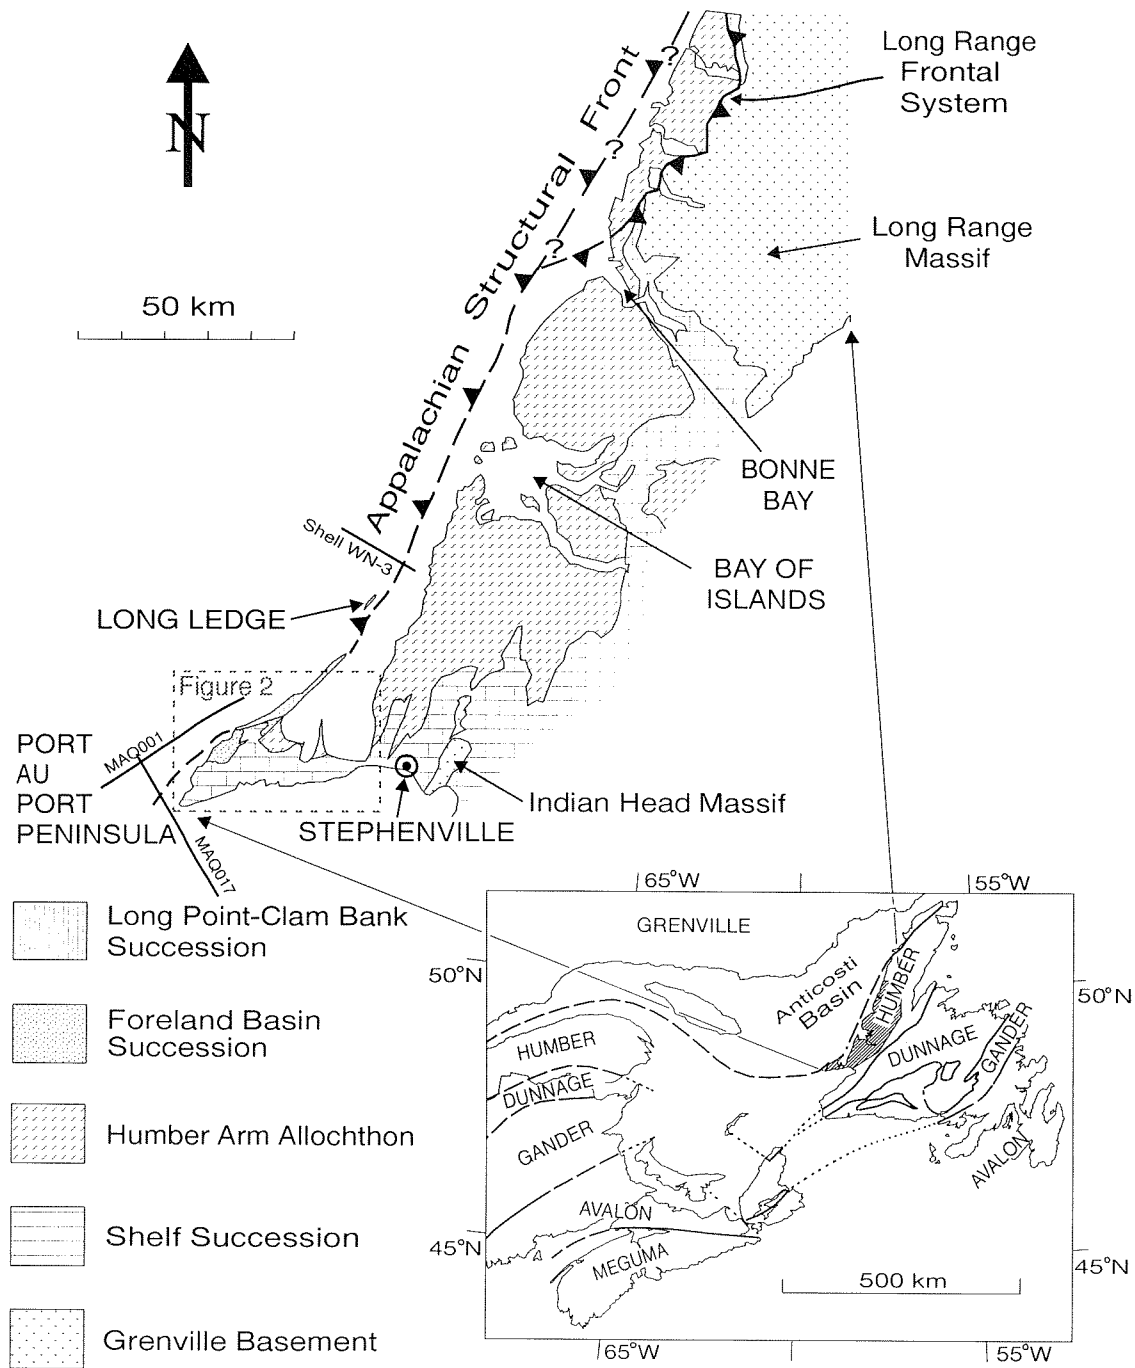 Long Range
Frontal
System
N
Appalachian Structural Front
?
?
?
Long Range
Massif
50 km
BONNE
BAY
Shell WN-3
BAY OF
ISLANDS
LONG LEDGE
Figure 2
PORT
AU
PORT
PENINSULA
MAQ001
MAQ017
Indian Head Massif
STEPHENVILLE
Long Point-Clam Bank
Succession
Foreland Basin
Succession
Humber Arm Allochthon
Shelf Succession
Grenville Basement
65°W
55°W
GRENVILLE
50°N
50°N
Anticosti
Basin
HUMBER
HUMBER
DUNNAGE
GANDER
DUNNAGE
GANDER
AVALON
AVALON
MEGUMA
45°N
45°N
500 km
65°W
55°W